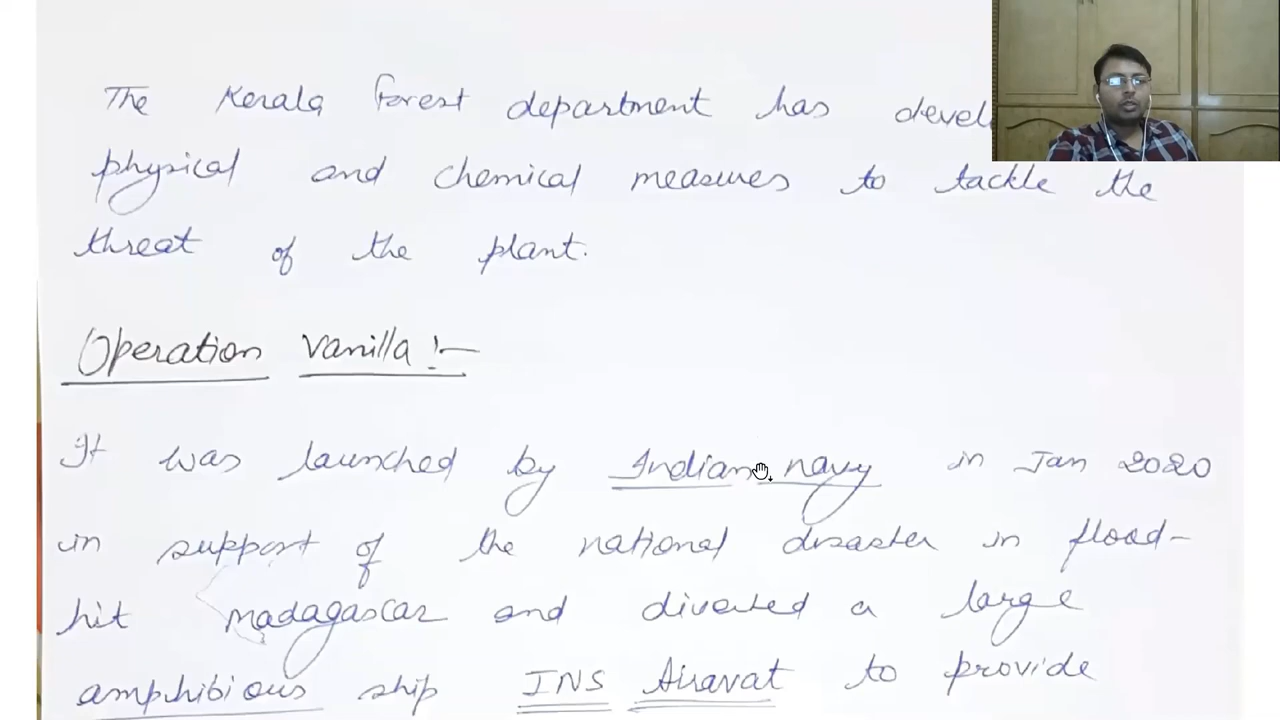 The Kerala forest department has devel
physical and chemical measures to tackle the
threat of the plant.
Operation Vanilla :-
It was launched by Indian navy in Jan 2020
in support of the national disaster in flood-
hit madagascar and diverted a large
amphibious ship INS Airavat to provide